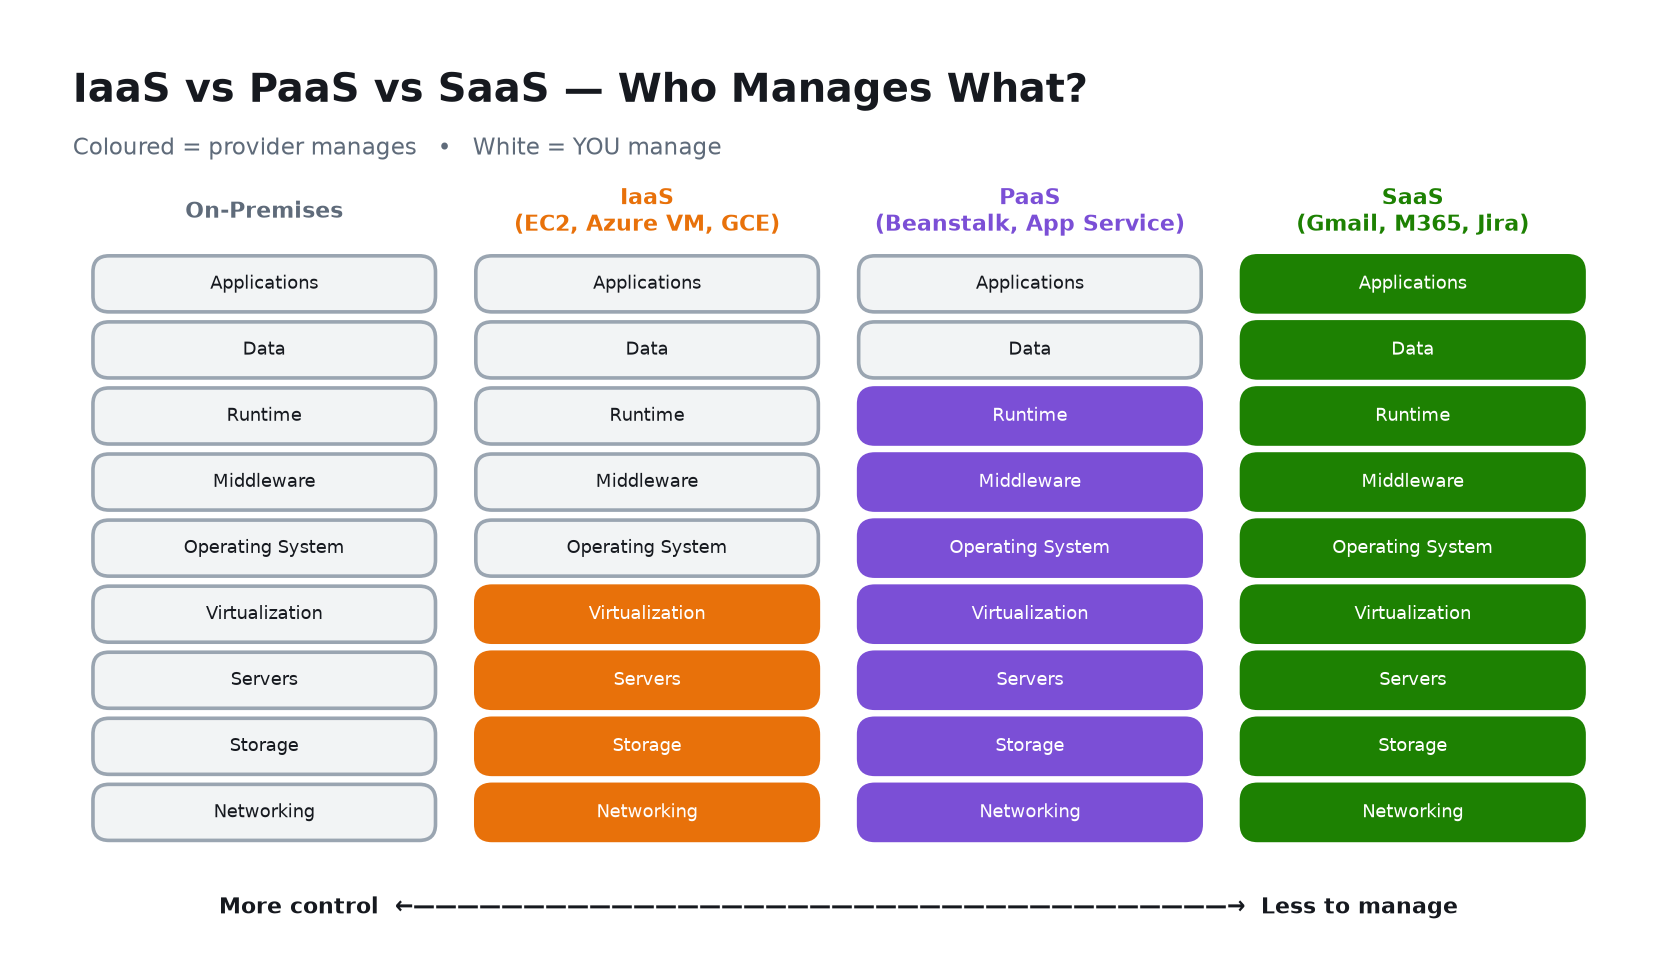 IaaS vs PaaS vs SaaS — Who Manages What?
Coloured = provider manages • White = YOU manage
On-Premises
IaaS
(EC2, Azure VM, GCE)
PaaS
(Beanstalk, App Service)
SaaS
(Gmail, M365, Jira)
Applications
Applications
Applications
Applications
Data
Data
Data
Data
Runtime
Runtime
Runtime
Runtime
Middleware
Middleware
Middleware
Middleware
Operating System
Operating System
Operating System
Operating System
Virtualization
Virtualization
Virtualization
Virtualization
Servers
Servers
Servers
Servers
Storage
Storage
Storage
Storage
Networking
Networking
Networking
Networking
More control ←—————————————————————————————————————→ Less to manage